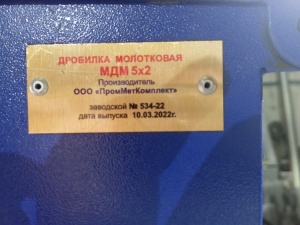 ДРОБИЛКА МОЛОТКОВАЯ
МДМ 5х2
Производитель
ООО «ПромМетКомплект»
заводской № 534-22
дата выпуска 10.03.2022г.